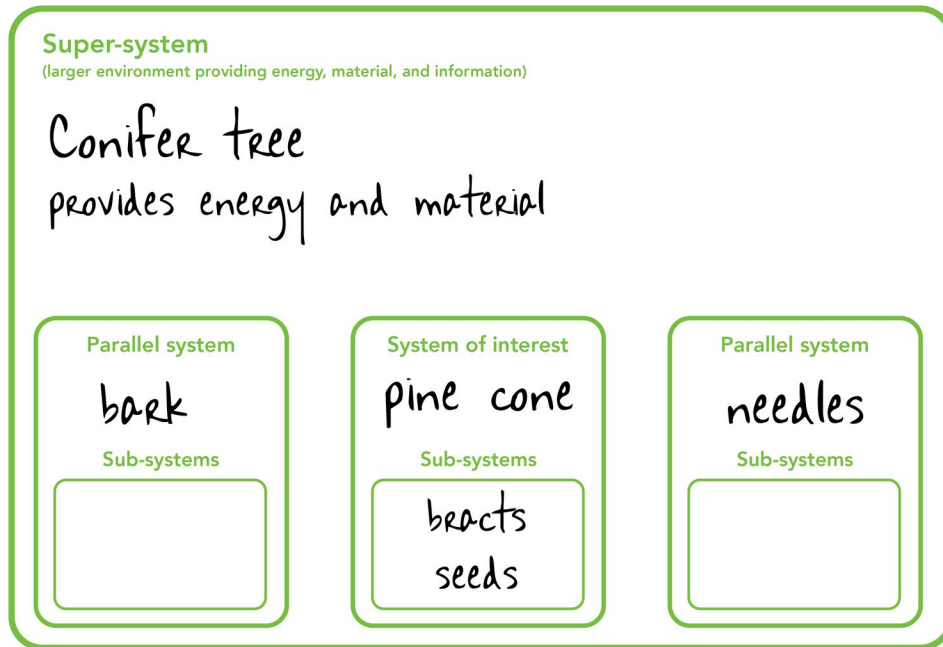 Super-system
(larger environment providing energy, material, and information)
Conifer tree
provides energy and material
Parallel system
bark
Sub-systems
System of interest
pine cone
Sub-systems
bracts
seeds
Parallel system
needles
Sub-systems